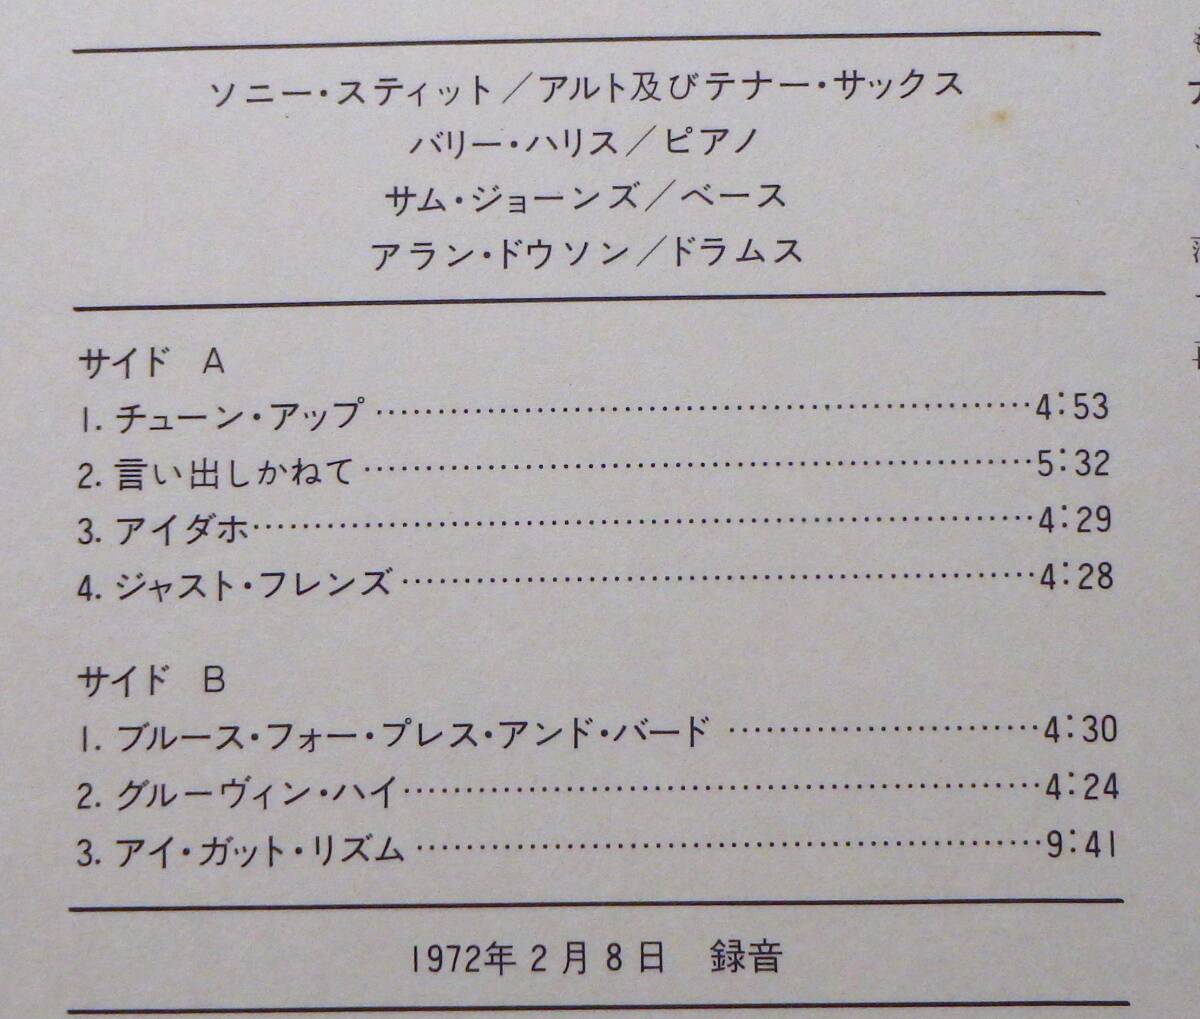 ソニー・スティット／アルト及びテナー・サックス
バリー・ハリス／ピアノ
サム・ジョーンズ／ベース
アラン・ドウソン／ドラムス
サイド A
1. チューン・アップ…………4:53
2. 言い出しかねて…………5:32
3. アイダホ…………4:29
4. ジャスト・フレンズ…………4:28
サイド B
1. ブルース・フォー・プレス・アンド・バード…………4:30
2. グルーヴィン・ハイ…………4:24
3. アイ・ガット・リズム…………9:41
1972年2月8日 録音